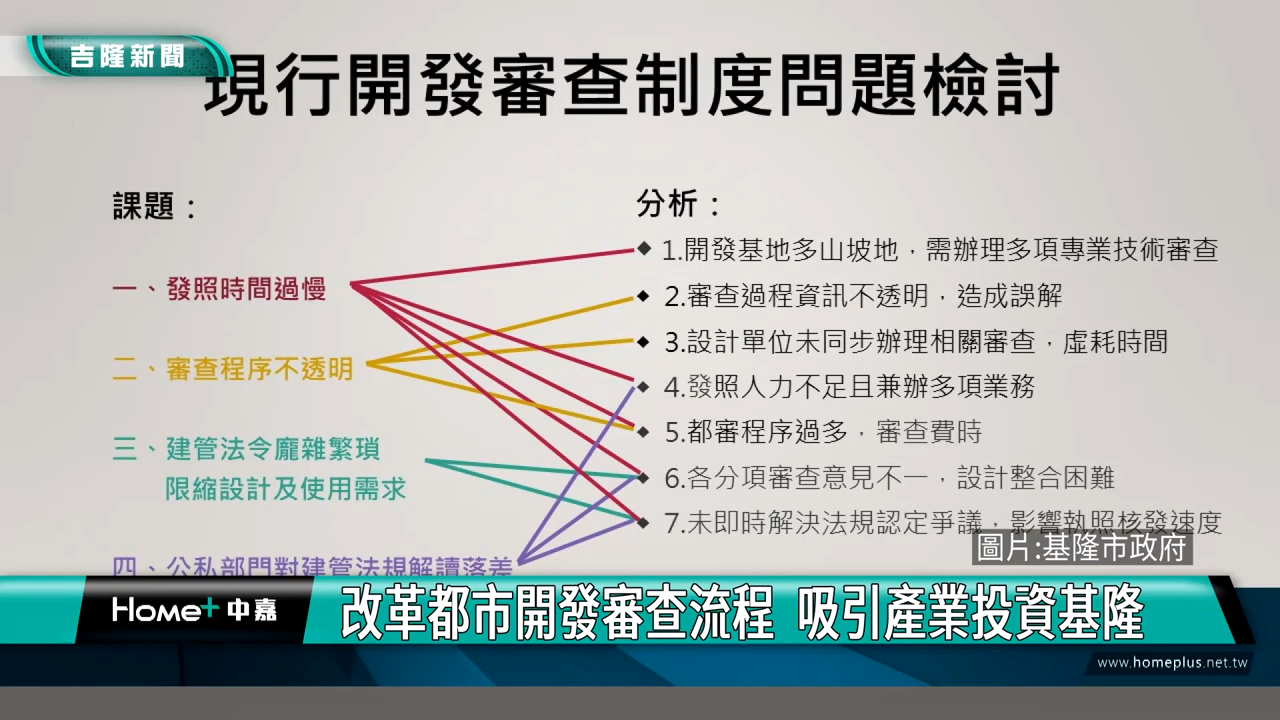 吉隆新聞
現行開發審查制度問題檢討
課題：
一、發照時間過慢
二、審查程序不透明
三、建管法令龐雜繁瑣
限縮設計及使用需求
四、公私部門對建管法規解讀落差
分析：
◆ 1.開發基地多山坡地，需辦理多項專業技術審查
◆ 2.審查過程資訊不透明，造成誤解
◆ 3.設計單位未同步辦理相關審查，虛耗時間
◆ 4.發照人力不足且兼辦多項業務
◆ 5.都審程序過多，審查費時
◆ 6.各分項審查意見不一，設計整合困難
◆ 7.未即時解決法規認定爭議，影響執照核發速度
圖片:基隆市政府
Home+ 中嘉
改革都市開發審查流程 吸引產業投資基隆
www.homeplus.net.tw